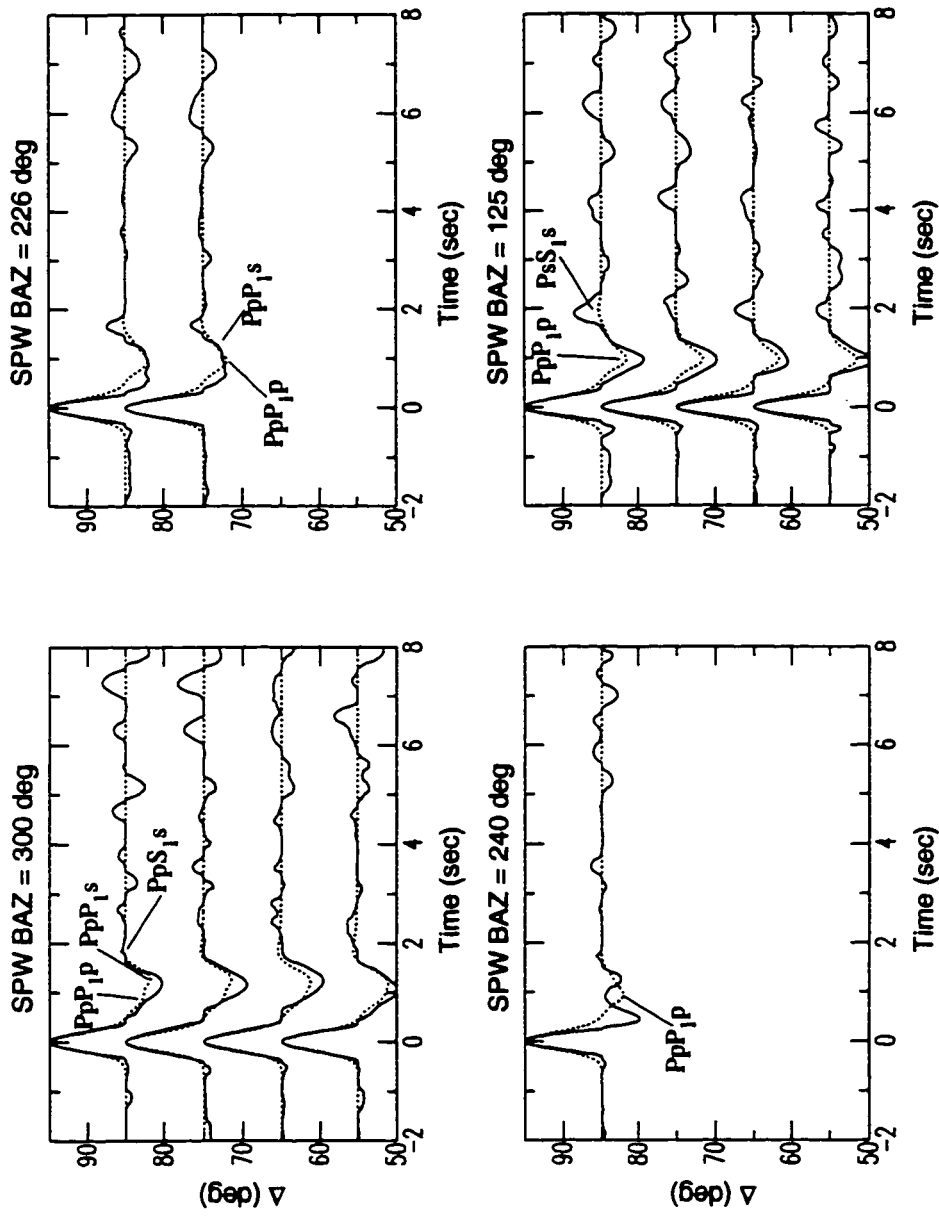 SPW BAZ = 300 deg
90
80
70
60
50
-2
0
2
4
6
8
Time (sec)
Δ (deg)
PpP₁p
PpP₁s
PpS₁s
SPW BAZ = 226 deg
90
80
70
60
50
-2
0
2
4
6
8
Time (sec)
PpP₁p
PpP₁s
SPW BAZ = 240 deg
90
80
70
60
50
-2
0
2
4
6
8
Time (sec)
Δ (deg)
PpP₁p
SPW BAZ = 125 deg
90
80
70
60
50
-2
0
2
4
6
8
Time (sec)
PpP₁p
PsS₁s